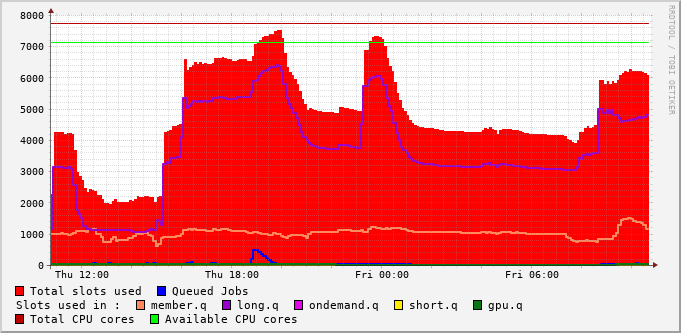 8000
7000
6000
5000
4000
3000
2000
1000
0
Thu 12:00 Thu 18:00 Fri 00:00 Fri 06:00
RRDTOOL / TOBI OETIKER
Total slots used Queued Jobs
Slots used in : member.q long.q ondemand.q short.q gpu.q
Total CPU cores Available CPU cores